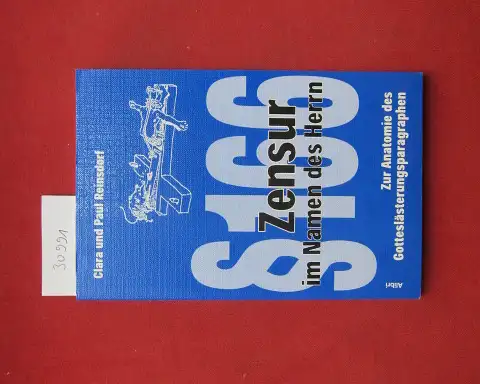 Clara und Paul Reinsdorf
§166
Zensur
im Namen des Herrn
Zur Anatomie des
Gotteslästerungsparagraphen
Alibri
30991